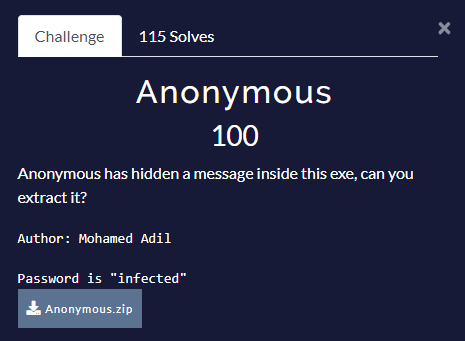 Challenge
115 Solves
×
Anonymous
100
Anonymous has hidden a message inside this exe, can you
extract it?
Author: Mohamed Adil
Password is "infected"
Anonymous.zip